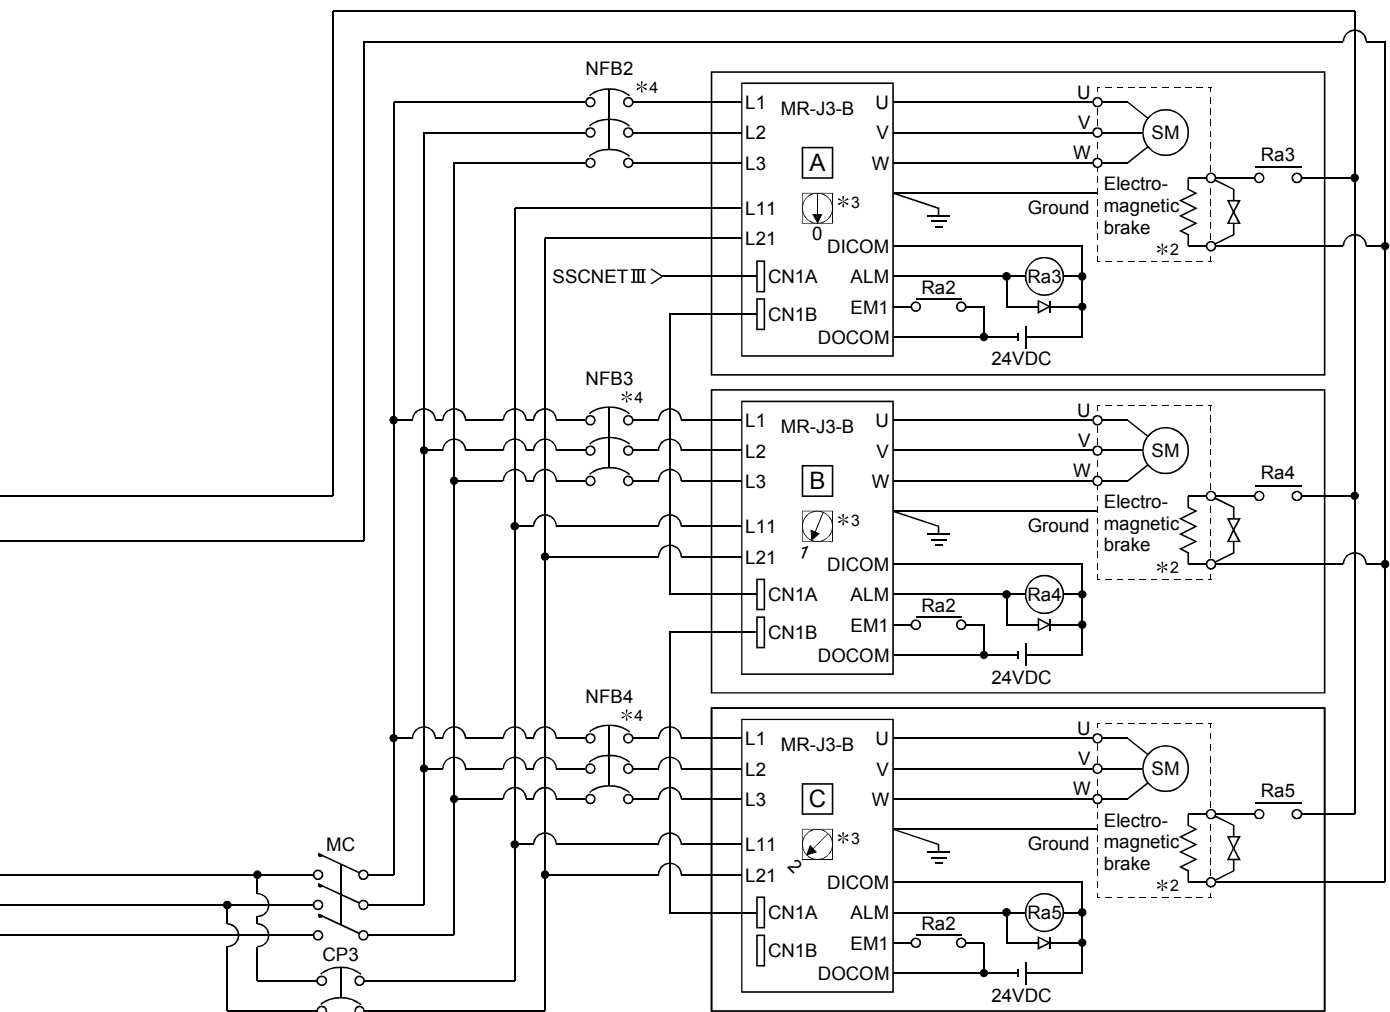 NFB2
*4
L1 MR-J3-B U U
L2 V V SM
L3 A W W
Ra3
Electro-
magnetic
brake
*2
L11 *3 Ground
0
L21 DICOM
SSCNETⅢ CN1A ALM Ra3
CN1B EM1 Ra2
DOCOM
24VDC
NFB3
*4
L1 MR-J3-B U U
L2 V V SM
L3 B W W
Ra4
Electro-
magnetic
brake
*2
L11 *3 Ground
1
L21 DICOM
CN1A ALM Ra4
CN1B EM1 Ra2
DOCOM
24VDC
NFB4
*4
L1 MR-J3-B U U
L2 V V SM
L3 C W W
Ra5
Electro-
magnetic
brake
*2
MC
L11 *3 Ground
2
L21 DICOM
CN1A ALM Ra5
CN1B EM1 Ra2
CP3
DOCOM
24VDC